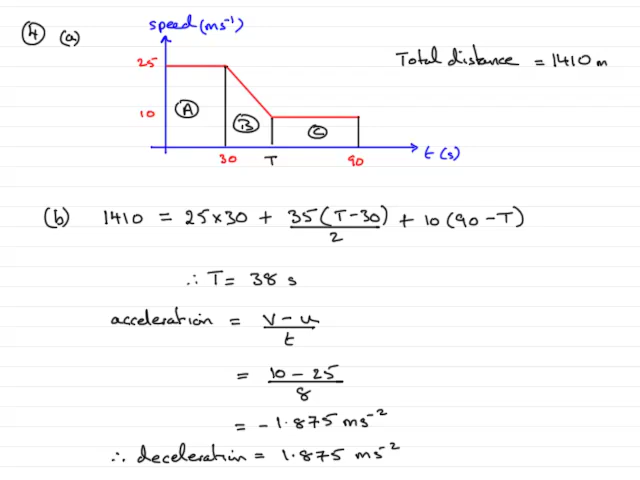 ④ (a)
speed (ms⁻¹)
Total distance = 1410 m
25
10
Ⓐ Ⓑ Ⓒ
30 T 90 t (s)
(b) 1410 = 25 × 30 + 35(T-30)/2 + 10(90-T)
∴ T = 38 s
acceleration = v - u / t
= 10 - 25 / 8
= -1.875 ms⁻²
∴ deceleration = 1.875 ms⁻²